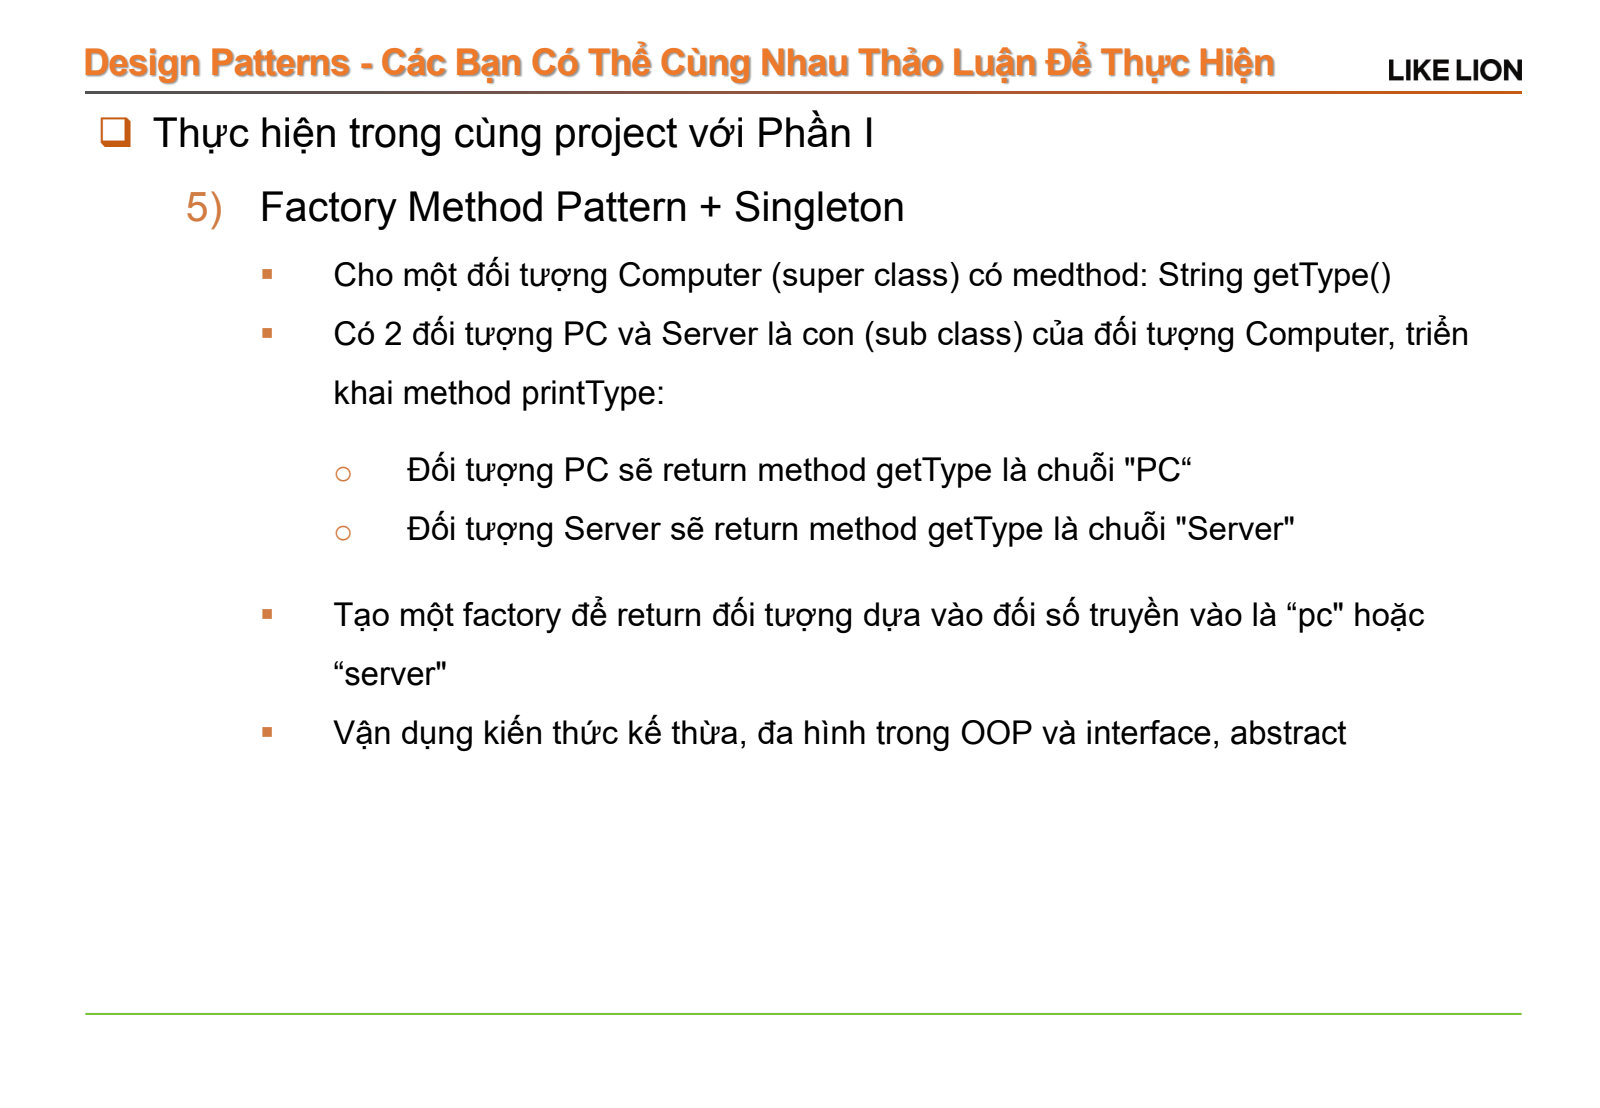 Design Patterns - Các Bạn Có Thể Cùng Nhau Thảo Luận Để Thực Hiện
LIKE LION
Thực hiện trong cùng project với Phần I
5) Factory Method Pattern + Singleton
Cho một đối tượng Computer (super class) có medthod: String getType()
Có 2 đối tượng PC và Server là con (sub class) của đối tượng Computer, triển
khai method printType:
Đối tượng PC sẽ return method getType là chuỗi "PC“
Đối tượng Server sẽ return method getType là chuỗi "Server"
Tạo một factory để return đối tượng dựa vào đối số truyền vào là “pc" hoặc
“server"
Vận dụng kiến thức kế thừa, đa hình trong OOP và interface, abstract